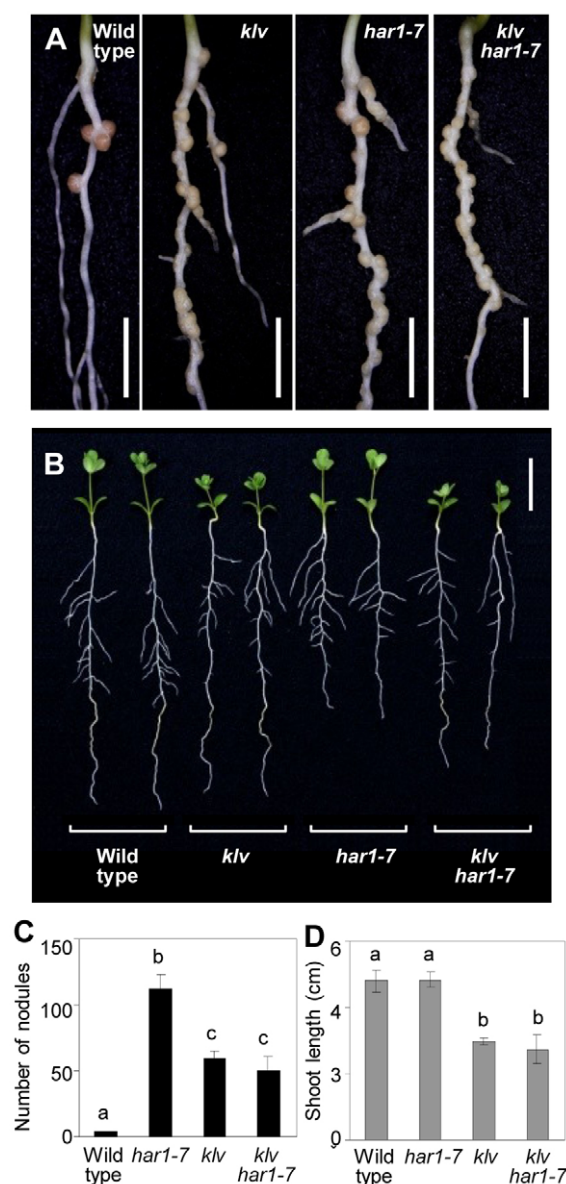 A
Wild
type
klv
har1-7
klv
har1-7
B
Wild
type
klv
har1-7
klv
har1-7
C
Number of nodules
150
100
50
0
a
b
c
c
Wild
type
har1-7
klv
klv
har1-7
D
Shoot length (cm)
6
4
3
0
a
a
b
b
Wild
type
har1-7
klv
klv
har1-7